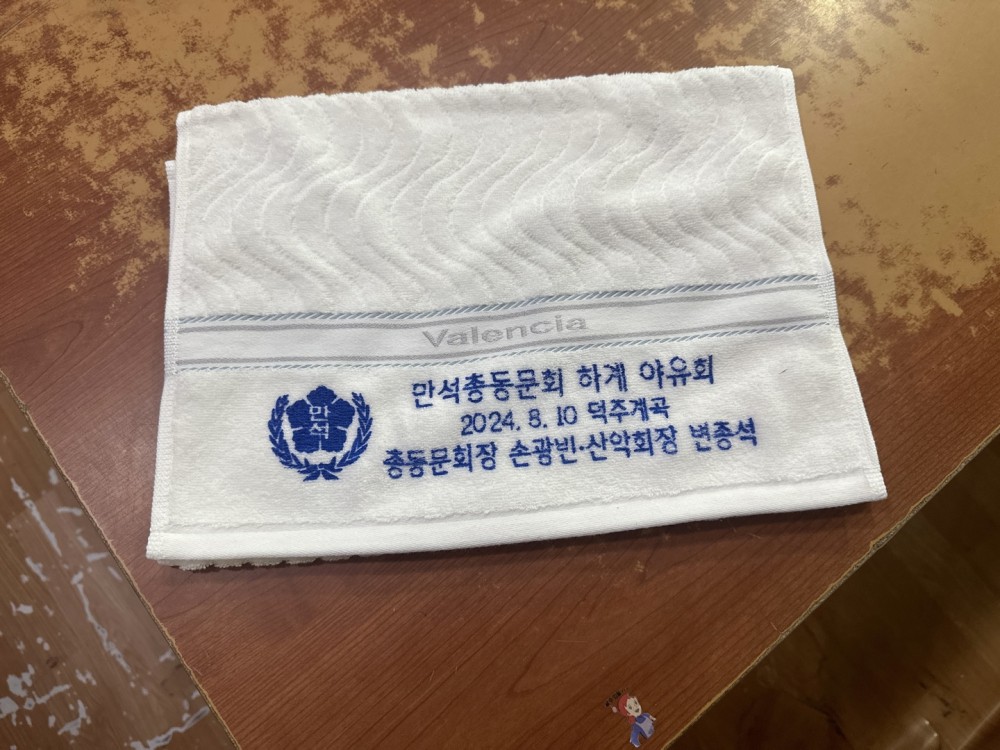 Valencia
만석
만석총동문회 하계 야유회
2024. 8. 10 덕주계곡
총동문회장 손광빈·산악회장 변종석